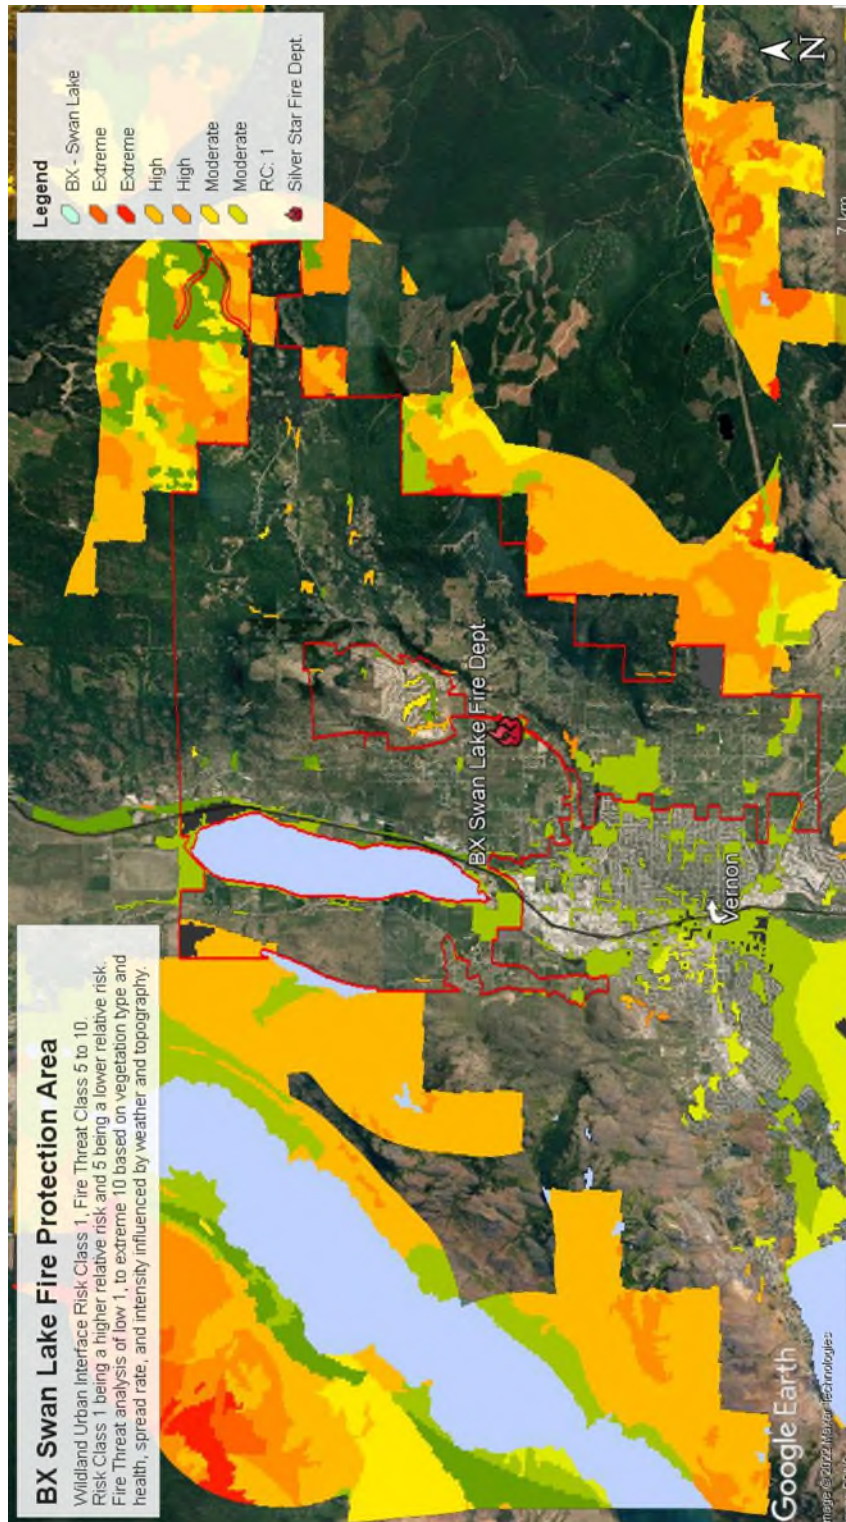 BX Swan Lake Fire Protection Area
Wildland Urban Interface Risk Class 1, Fire Threat Class 5 to 10.
Risk Class 1 being a higher relative risk and 5 being a lower relative risk.
Fire Threat analysis of low 1, to extreme 10 based on vegetation type and
health, spread rate, and intensity influenced by weather and topography.
Legend
BX - Swan Lake
Extreme
Extreme
High
High
Moderate
Moderate
RC: 1
Silver Star Fire Dept.
BX Swan Lake Fire Dept.
Vernon
Google Earth
Image © 2022 Maxar Technologies
7 km
N